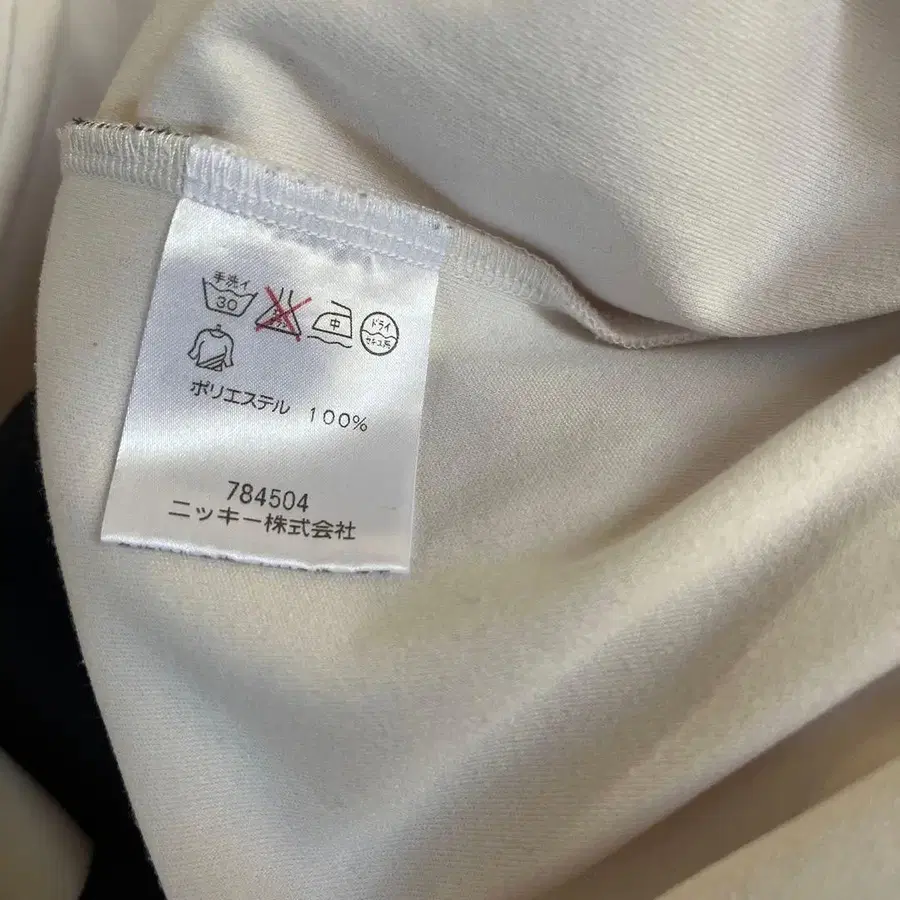 手洗イ
30
中
ドライ
セキユ系
ポリエステル 100%
784504
ニッキー株式会社